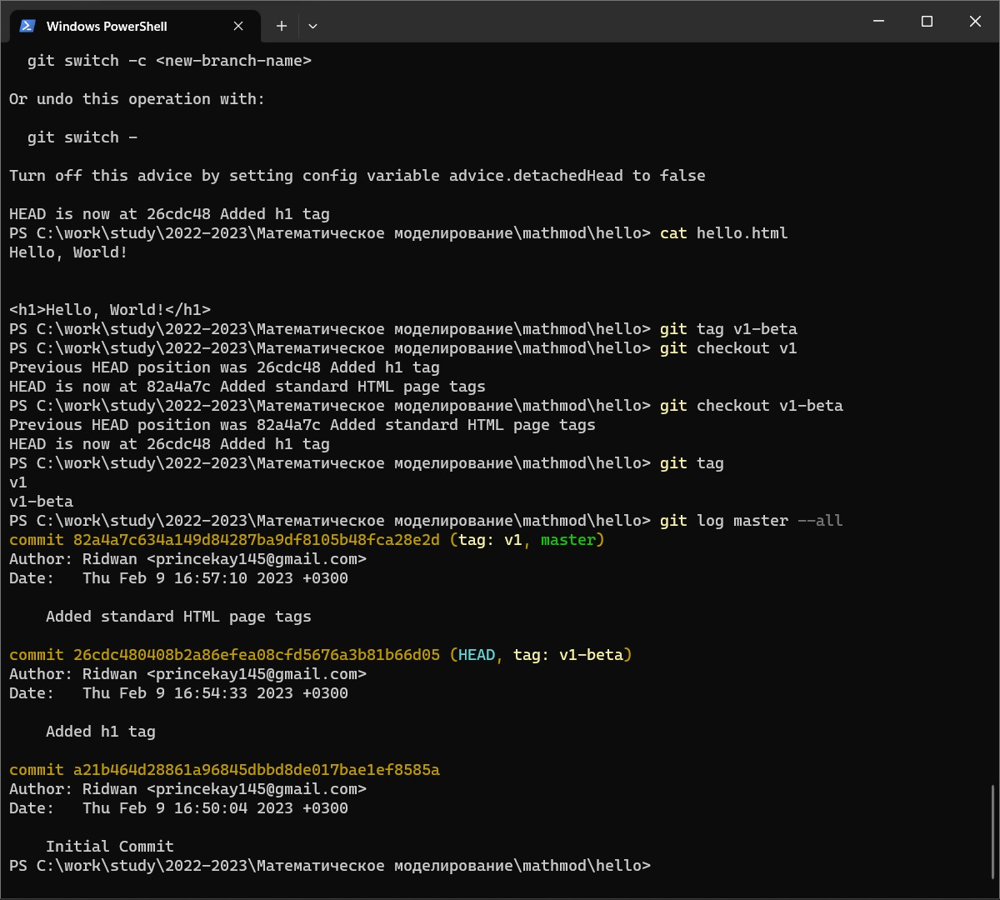 Windows PowerShell
git switch -c <new-branch-name>
Or undo this operation with:
git switch -
Turn off this advice by setting config variable advice.detachedHead to false
HEAD is now at 26cdc48 Added h1 tag
PS C:\work\study\2022-2023\Математическое моделирование\mathmod\hello> cat hello.html
Hello, World!
<h1>Hello, World!</h1>
PS C:\work\study\2022-2023\Математическое моделирование\mathmod\hello> git tag v1-beta
PS C:\work\study\2022-2023\Математическое моделирование\mathmod\hello> git checkout v1
Previous HEAD position was 26cdc48 Added h1 tag
HEAD is now at 82a4a7c Added standard HTML page tags
PS C:\work\study\2022-2023\Математическое моделирование\mathmod\hello> git checkout v1-beta
Previous HEAD position was 82a4a7c Added standard HTML page tags
HEAD is now at 26cdc48 Added h1 tag
PS C:\work\study\2022-2023\Математическое моделирование\mathmod\hello> git tag
v1
v1-beta
PS C:\work\study\2022-2023\Математическое моделирование\mathmod\hello> git log master --all
commit 82a4a7c634a149d84287ba9df8105b48fca28e2d (tag: v1, master)
Author: Ridwan <princekay145@gmail.com>
Date:   Thu Feb 9 16:57:10 2023 +0300
Added standard HTML page tags
commit 26cdc480408b2a86efea08cfd5676a3b81b66d05 (HEAD, tag: v1-beta)
Author: Ridwan <princekay145@gmail.com>
Date:   Thu Feb 9 16:54:33 2023 +0300
Added h1 tag
commit a21b464d28861a96845dbbd8de017bae1ef8585a
Author: Ridwan <princekay145@gmail.com>
Date:   Thu Feb 9 16:50:04 2023 +0300
Initial Commit
PS C:\work\study\2022-2023\Математическое моделирование\mathmod\hello>